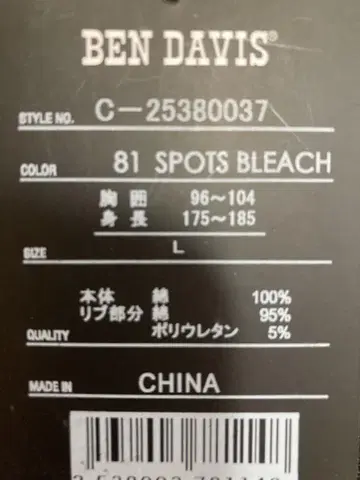 BEN DAVIS®
STYLE NO. C-25380037
COLOR 81 SPOTS BLEACH
胸囲 96～104
身長 175～185
SIZE L
本体 綿 100%
リブ部分 綿 95%
QUALITY ポリウレタン 5%
MADE IN CHINA